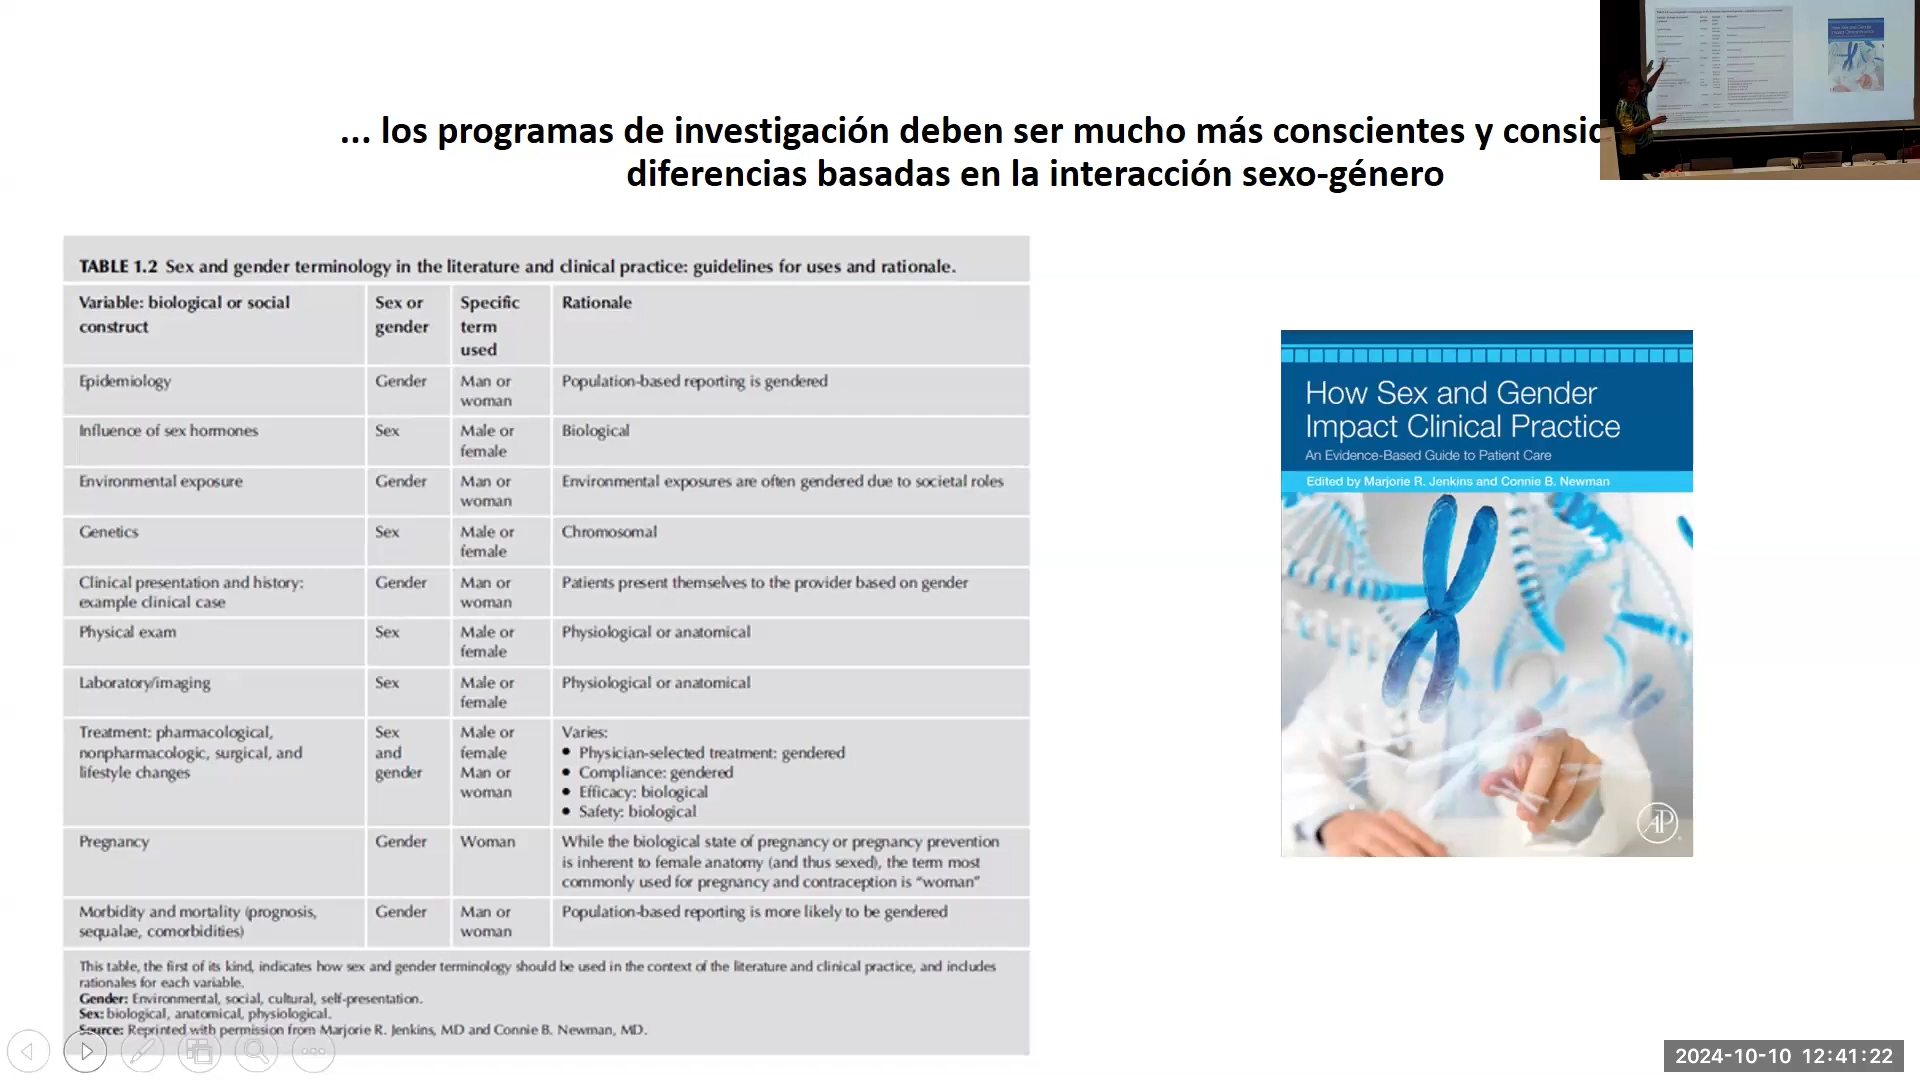 ... los programas de investigación deben ser mucho más conscientes y
diferencias basadas en la interacción sexo-género
TABLE 1.2 Sex and gender terminology in the literature and clinical practice: guidelines for uses and rationale.
Variable: biological or social construct
Sex or gender
Specific term used
Rationale
Epidemiology
Gender
Man or woman
Population-based reporting is gendered
Influence of sex hormones
Sex
Male or female
Biological
Environmental exposure
Gender
Man or woman
Environmental exposures are often gendered due to societal roles
Genetics
Sex
Male or female
Chromosomal
Clinical presentation and history: example clinical case
Gender
Man or woman
Patients present themselves to the provider based on gender
Physical exam
Sex
Male or female
Physiological or anatomical
Laboratory/imaging
Sex
Male or female
Physiological or anatomical
Treatment: pharmacological, nonpharmacologic, surgical, and lifestyle changes
Sex and gender
Male or female
Man or woman
Varies:
• Physician-selected treatment: gendered
• Compliance: gendered
• Efficacy: biological
• Safety: biological
Pregnancy
Gender
Woman
While the biological state of pregnancy or pregnancy prevention
is inherent to female anatomy (and thus sexed), the term most
commonly used for pregnancy and contraception is "woman"
Morbidity and mortality (prognosis, sequalae, comorbidities)
Gender
Man or woman
Population-based reporting is more likely to be gendered
This table, the first of its kind, indicates how sex and gender terminology should be used in the context of the literature and clinical practice, and includes
rationales for each variable.
Gender: Environmental, social, cultural, self-presentation.
Sex: biological, anatomical, physiological.
Source: Reprinted with permission from Marjorie R. Jenkins, MD and Connie B. Newman, MD.
How Sex and Gender
Impact Clinical Practice
An Evidence-Based Guide to Patient Care
Edited by Marjorie R. Jenkins and Connie B. Newman
AP
2024-10-10 12:41:22